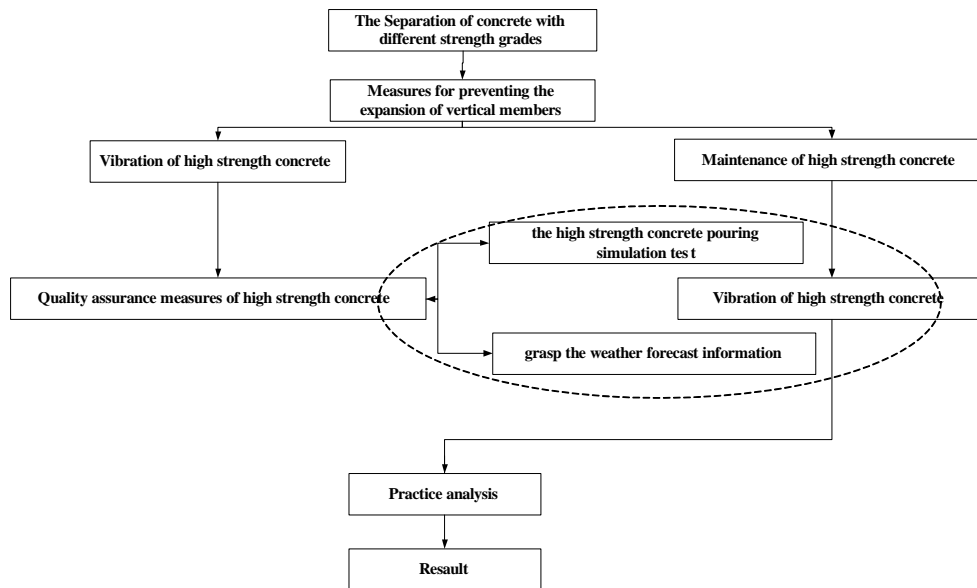 The Separation of concrete with
different strength grades
Measures for preventing the
expansion of vertical members
Vibration of high strength concrete
Maintenance of high strength concrete
the high strength concrete pouring
simulation test
Quality assurance measures of high strength concrete
Vibration of high strength concrete
grasp the weather forecast information
Practice analysis
Resault